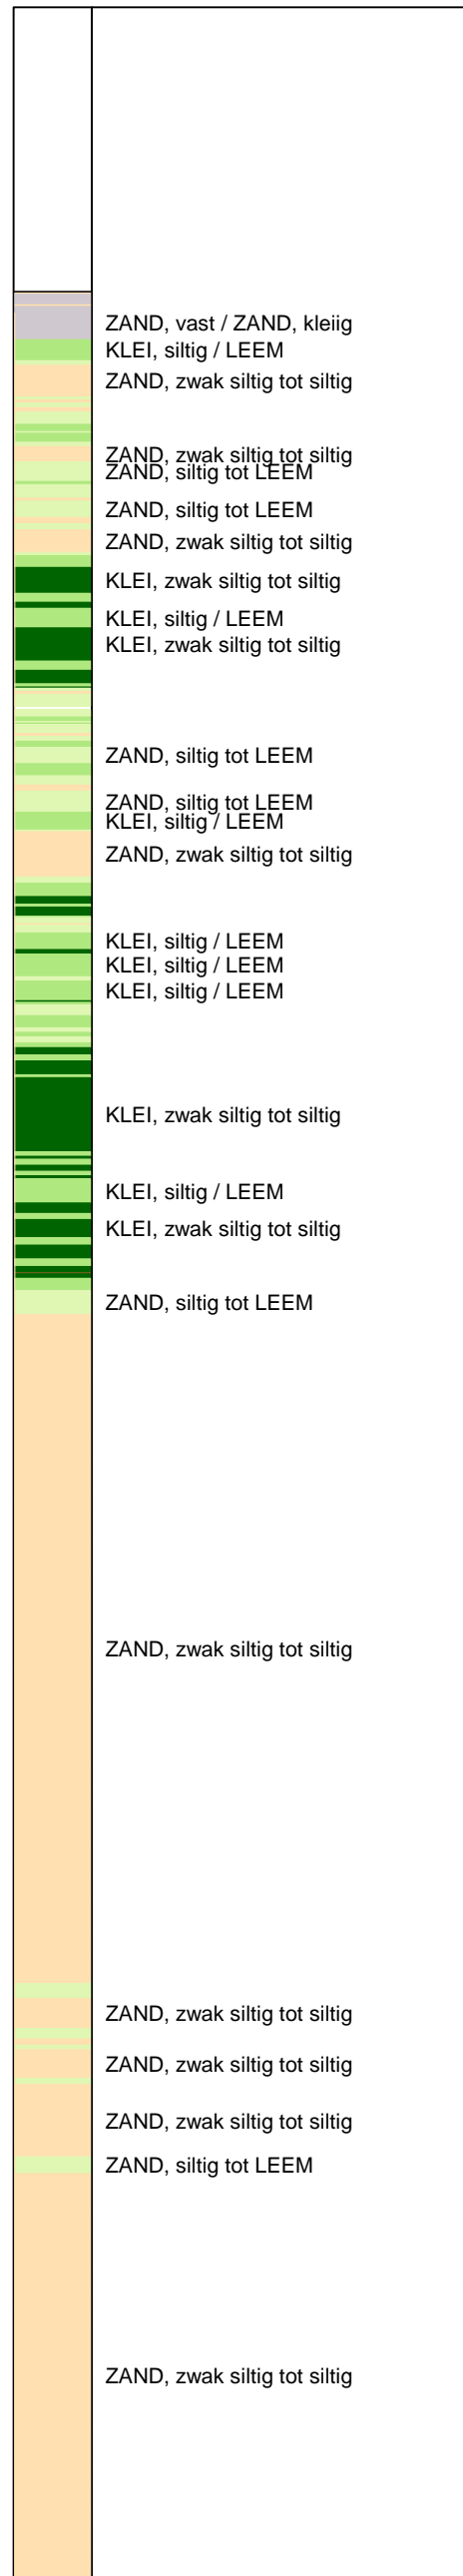 ZAND, vast / ZAND, kleiig
KLEI, siltig / LEEM
ZAND, zwak siltig tot siltig
ZAND, zwak siltig tot siltig
ZAND, siltig tot LEEM
ZAND, siltig tot LEEM
ZAND, zwak siltig tot siltig
KLEI, zwak siltig tot siltig
KLEI, siltig / LEEM
KLEI, zwak siltig tot siltig
ZAND, siltig tot LEEM
ZAND, siltig tot LEEM
KLEI, siltig / LEEM
ZAND, zwak siltig tot siltig
KLEI, siltig / LEEM
KLEI, siltig / LEEM
KLEI, siltig / LEEM
KLEI, zwak siltig tot siltig
KLEI, siltig / LEEM
KLEI, zwak siltig tot siltig
ZAND, siltig tot LEEM
ZAND, zwak siltig tot siltig
ZAND, zwak siltig tot siltig
ZAND, zwak siltig tot siltig
ZAND, zwak siltig tot siltig
ZAND, siltig tot LEEM
ZAND, zwak siltig tot siltig